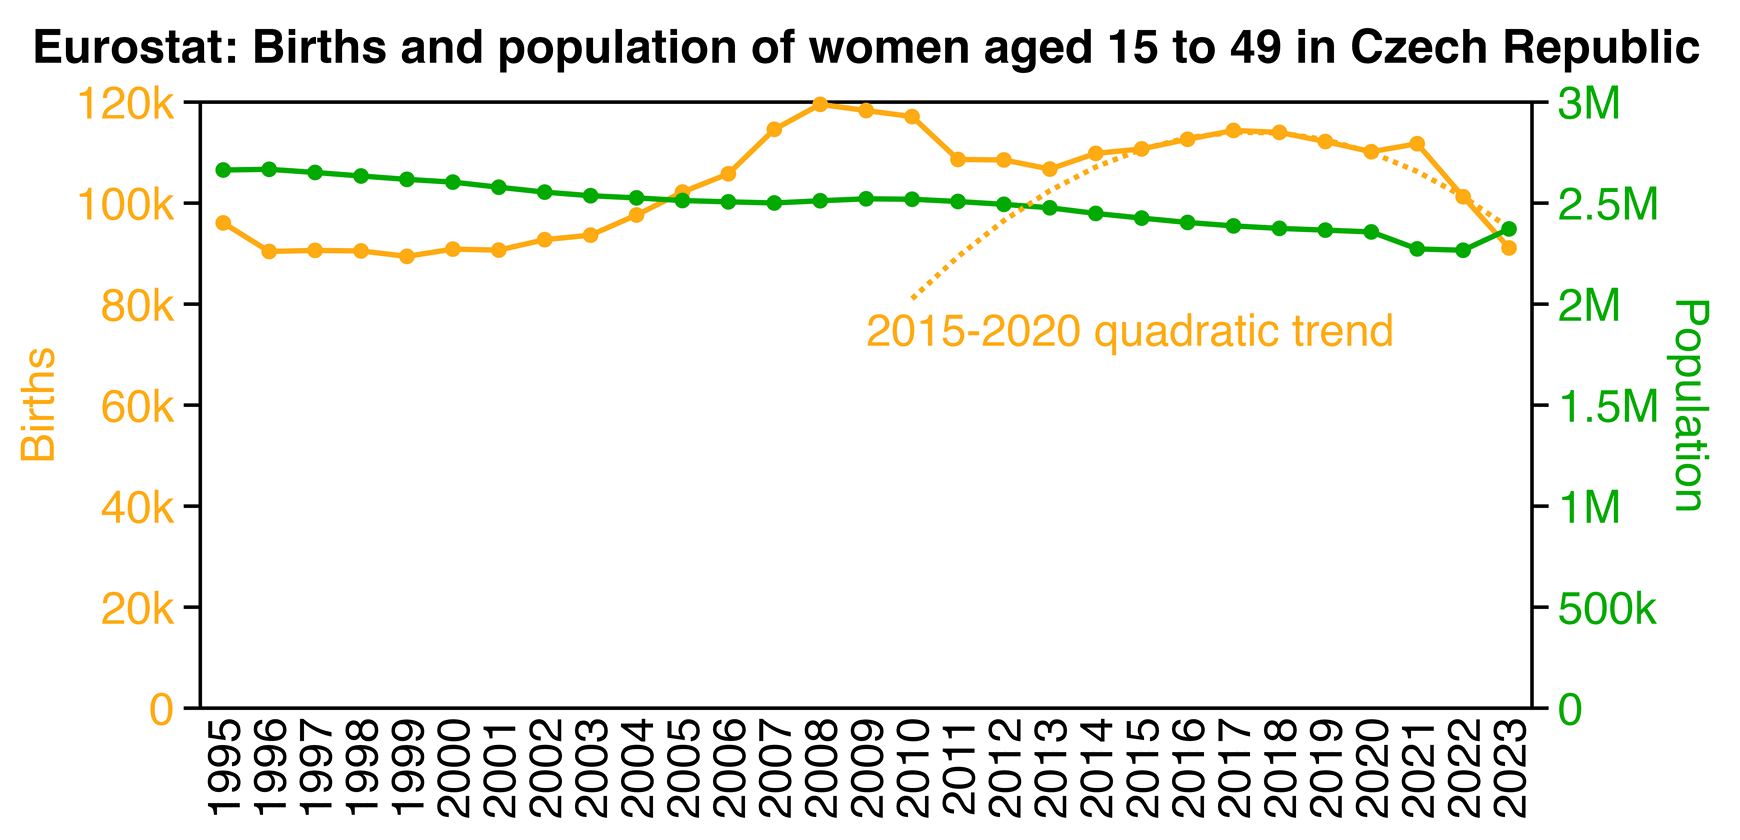 Eurostat: Births and population of women aged 15 to 49 in Czech Republic
120k
100k
80k
60k
40k
20k
0
Births
3M
2.5M
2M
1.5M
1M
500k
0
Population
2015-2020 quadratic trend
1995
1996
1997
1998
1999
2000
2001
2002
2003
2004
2005
2006
2007
2008
2009
2010
2011
2012
2013
2014
2015
2016
2017
2018
2019
2020
2021
2022
2023